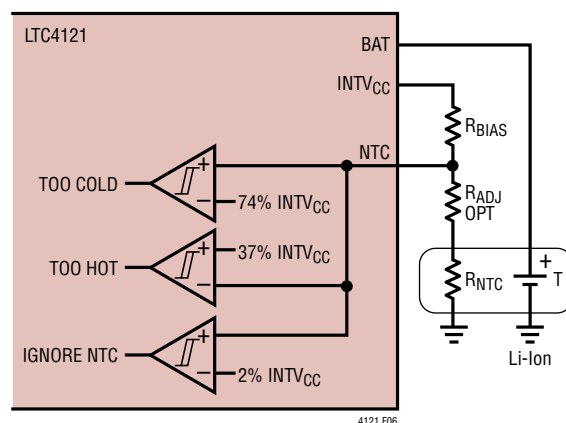 LTC4121
BAT
INTVCC
RBIAS
NTC
TOO COLD
+
−
74% INTVCC
RADJ
OPT
TOO HOT
37% INTVCC
+
−
RNTC
+
T
IGNORE NTC
+
−
2% INTVCC
Li-Ion
4121 F06